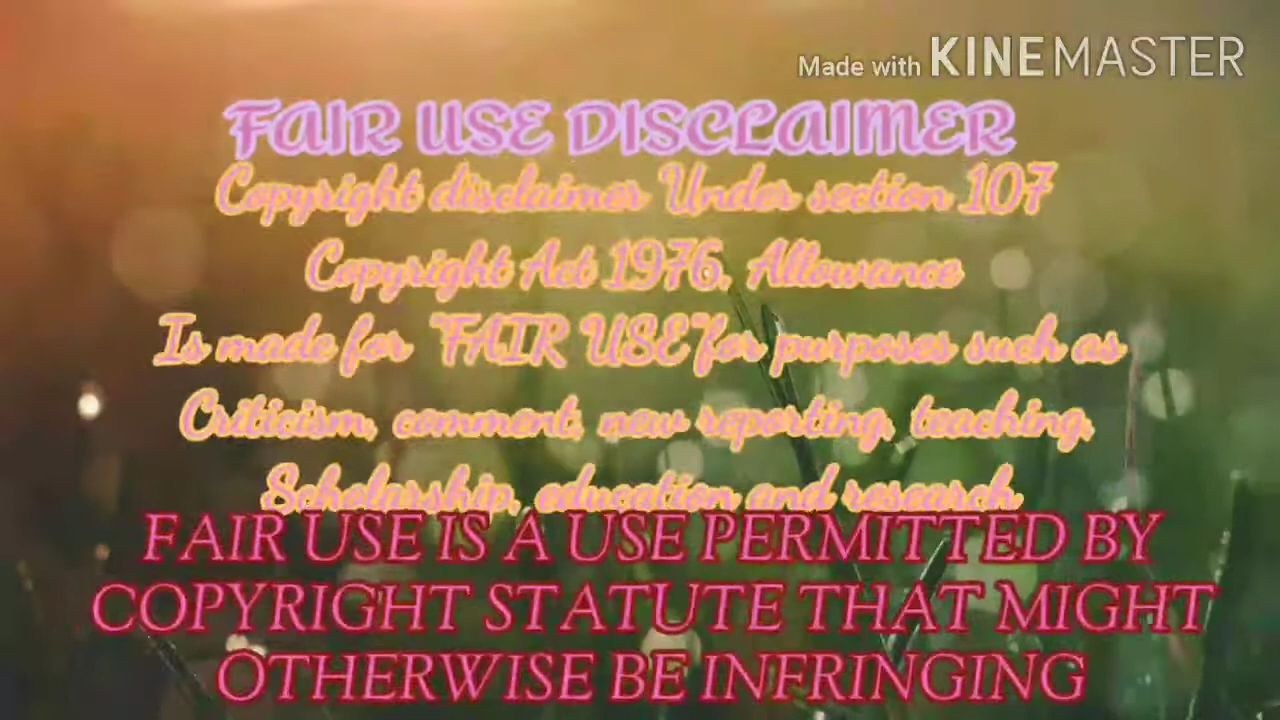 Made with KINEMASTER
FAIR USE DISCLAIMER
Copyright disclaimer Under section 107
Copyright Act 1976, Allowance
Is made for "FAIR USE"for purposes such as
Criticism, comment, new reporting, teaching,
Scholarship, education and research.
FAIR USE IS A USE PERMITTED BY
COPYRIGHT STATUTE THAT MIGHT
OTHERWISE BE INFRINGING